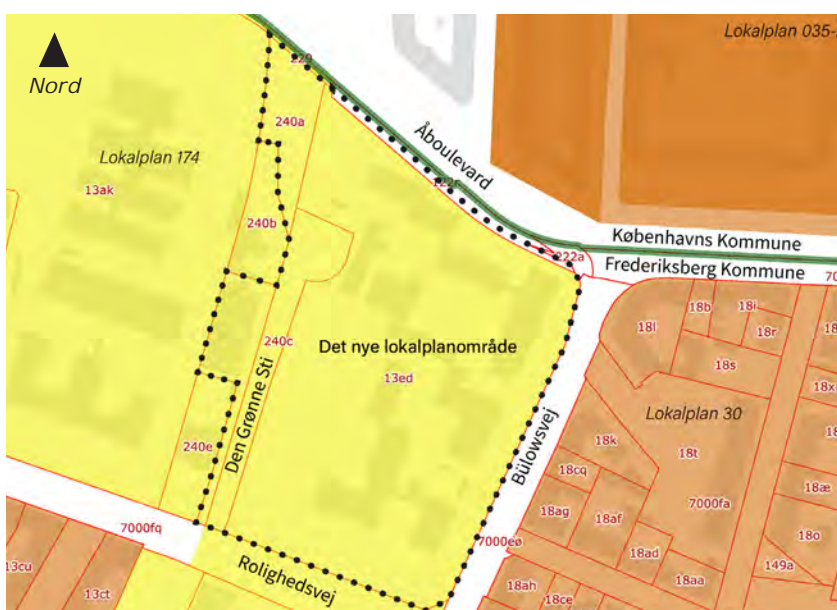 Nord
Lokalplan 035-
229
240a
Åboulevard
Lokalplan 174
13ak
240b
Københavns Kommune
222a
Frederiksberg Kommune
70
18b
18i
18l
18r
240c
Det nye lokalplanområde
13ed
18s
18x
Den Grønne Sti
Bülowsvej
Lokalplan 30
240e
18k
18t
18
18cq
18æ
7000fa
18ag
18af
7000fq
7000eø
18o
18ad
149a
13cu
13ct
Rolighedsvej
18ah
18aa
18ce